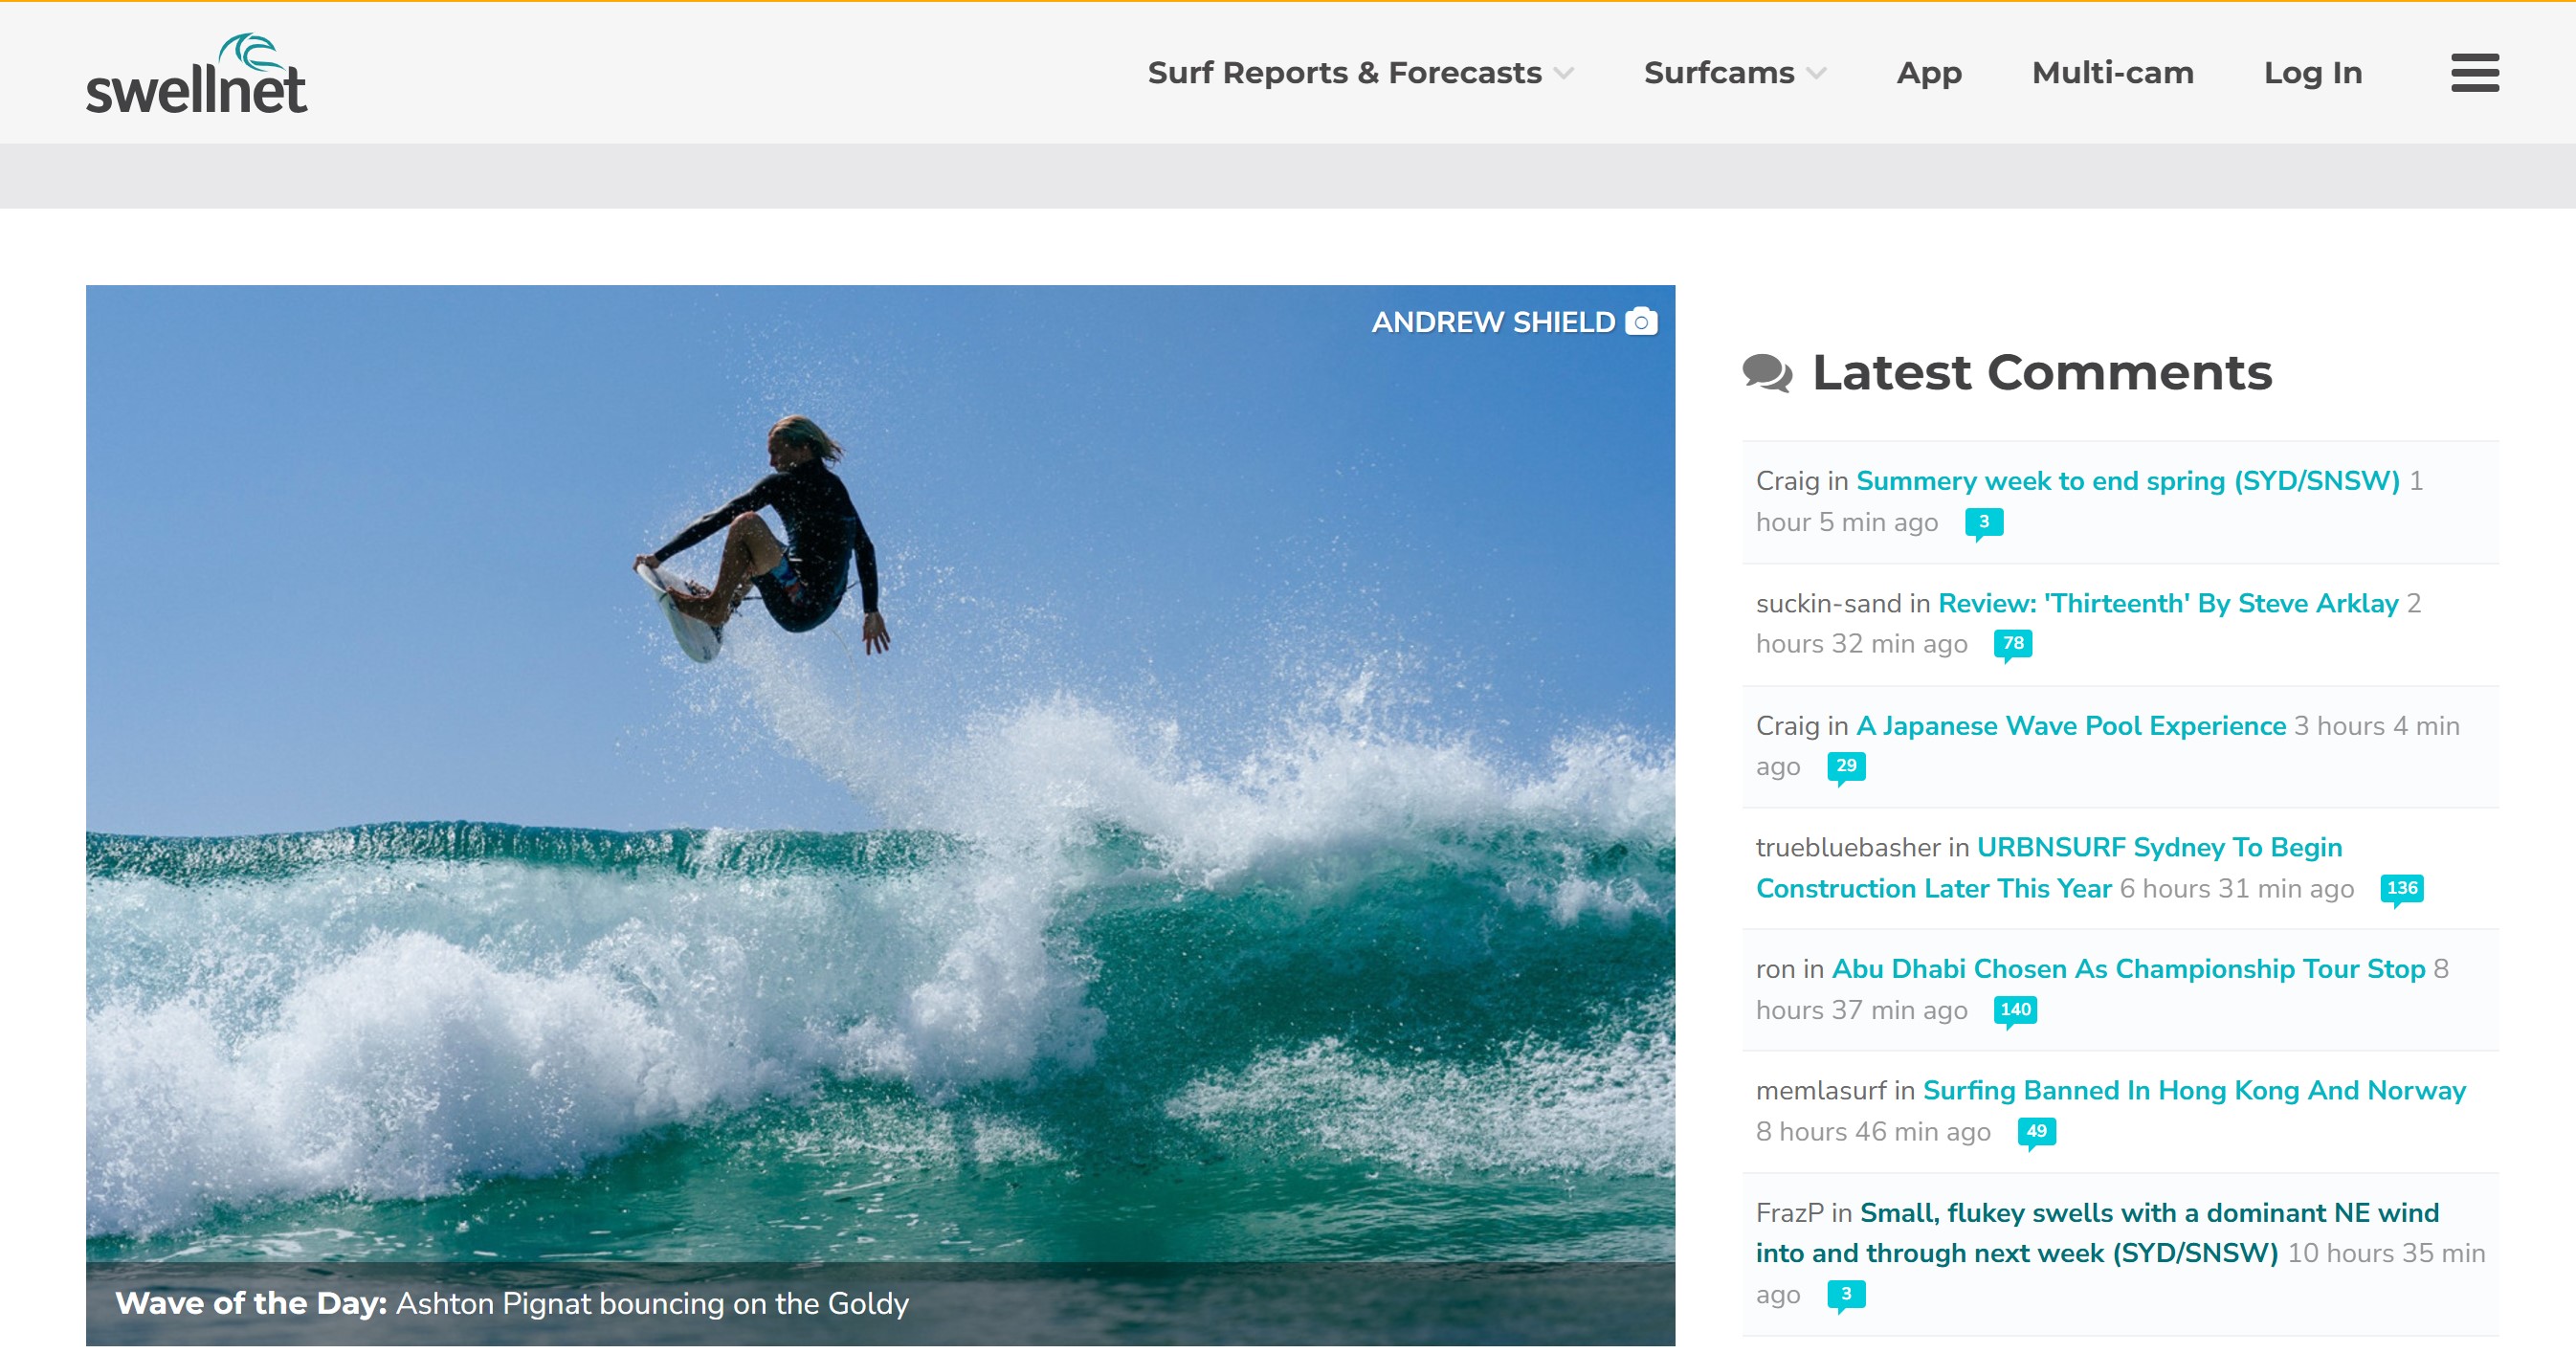 swellnet
Surf Reports & Forecasts
Surfcams
App
Multi-cam
Log In
ANDREW SHIELD
Wave of the Day: Ashton Pignat bouncing on the Goldy
Latest Comments
Craig in Summery week to end spring (SYD/SNSW) 1
hour 5 min ago 3
suckin-sand in Review: 'Thirteenth' By Steve Arklay 2
hours 32 min ago 78
Craig in A Japanese Wave Pool Experience 3 hours 4 min
ago 29
truebluebasher in URBNSURF Sydney To Begin
Construction Later This Year 6 hours 31 min ago 136
ron in Abu Dhabi Chosen As Championship Tour Stop 8
hours 37 min ago 140
memlasurf in Surfing Banned In Hong Kong And Norway
8 hours 46 min ago 49
FrazP in Small, flukey swells with a dominant NE wind
into and through next week (SYD/SNSW) 10 hours 35 min
ago 3